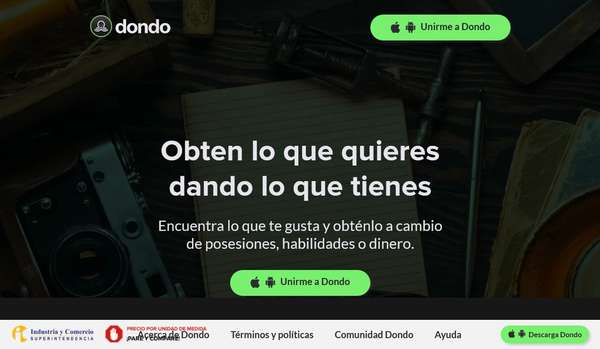 dondo
Unirme a Dondo
Obten lo que quieres
dando lo que tienes
Encuentra lo que te gusta y obténlo a cambio
de posesiones, habilidades o dinero.
Unirme a Dondo
Industria y Comercio
SUPERINTENDENCIA
PRECIO POR UNIDAD DE MEDIDA
¡PARE Y COMPARE!
Acerca de Dondo
Términos y políticas
Comunidad Dondo
Ayuda
Descarga Dondo